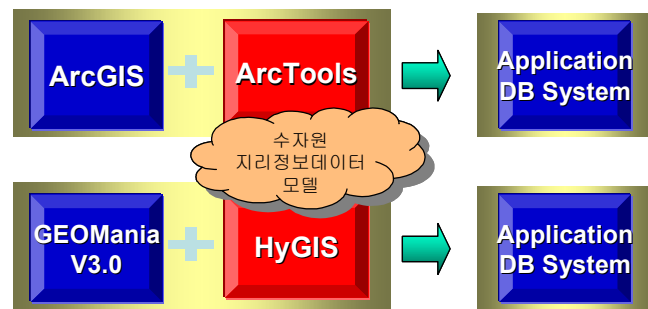 ArcGIS
ArcTools
Application
DB System
수자원
지리정보데이터
모델
GEOMania
V3.0
HyGIS
Application
DB System